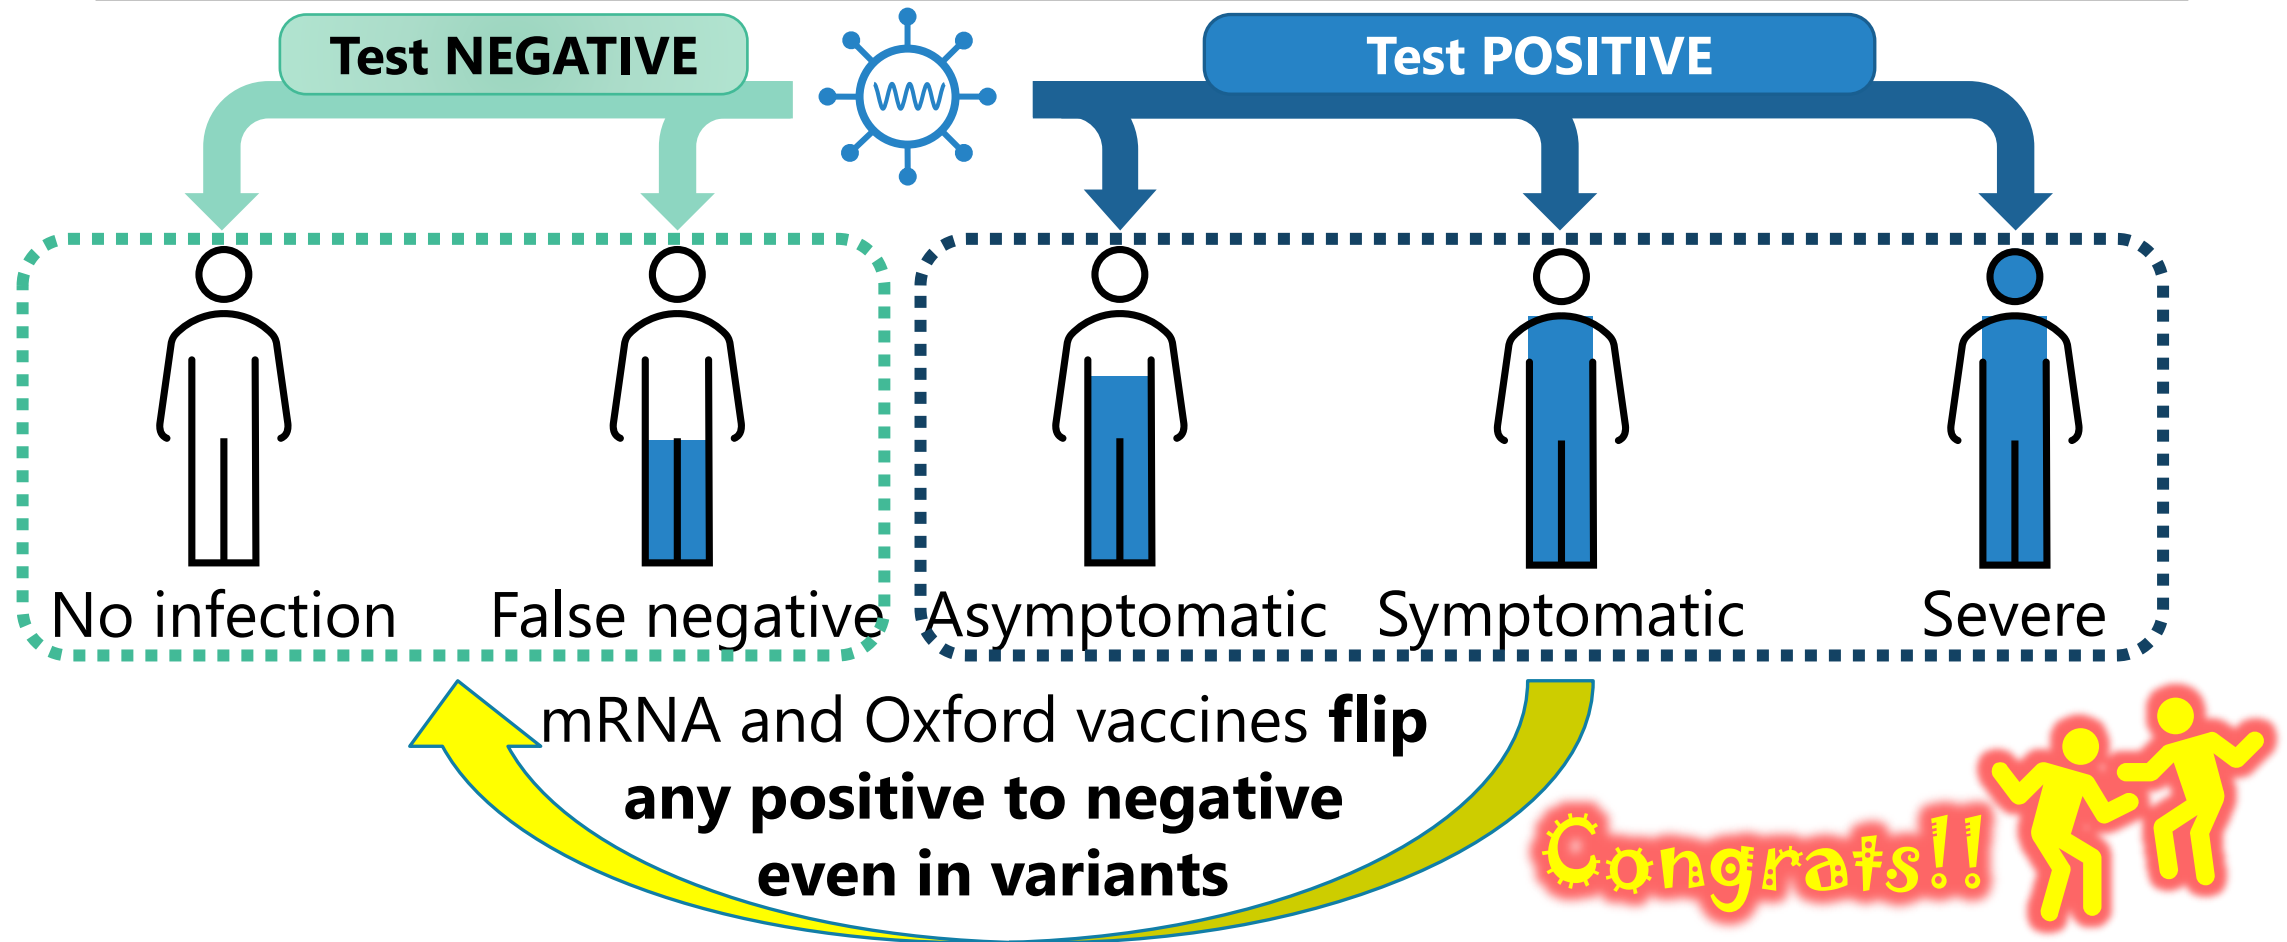 Test NEGATIVE
Test POSITIVE
No infection
False negative
Asymptomatic
Symptomatic
Severe
mRNA and Oxford vaccines flip
any positive to negative
even in variants
Congrats!!